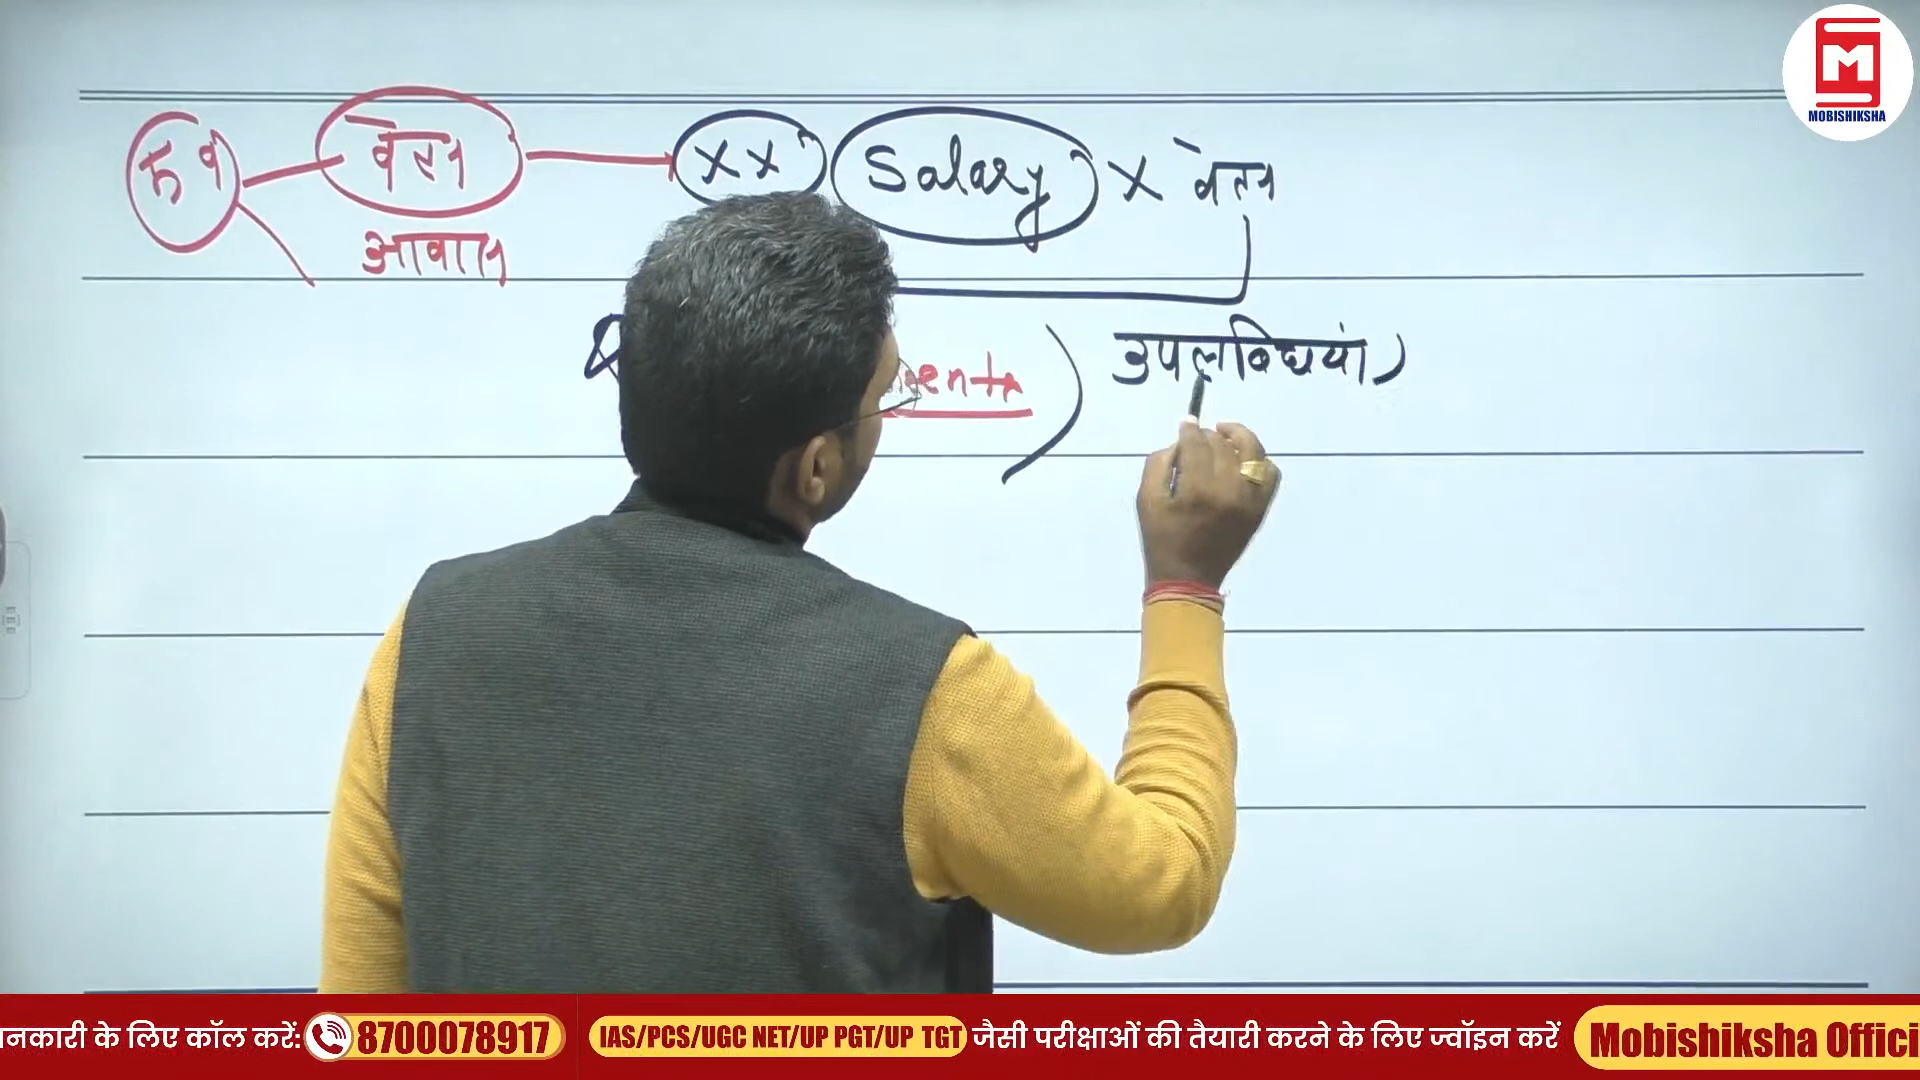 MOBISHIKSHA
वेतन XX Salary X वेतन
आवास
उपलब्धियां)
नकारी के लिए कॉल करें: 8700078917 IAS/PCS/UGC NET/UP PGT/UP TGT जैसी परीक्षाओं की तैयारी करने के लिए ज्वॉइन करें Mobishiksha Offici